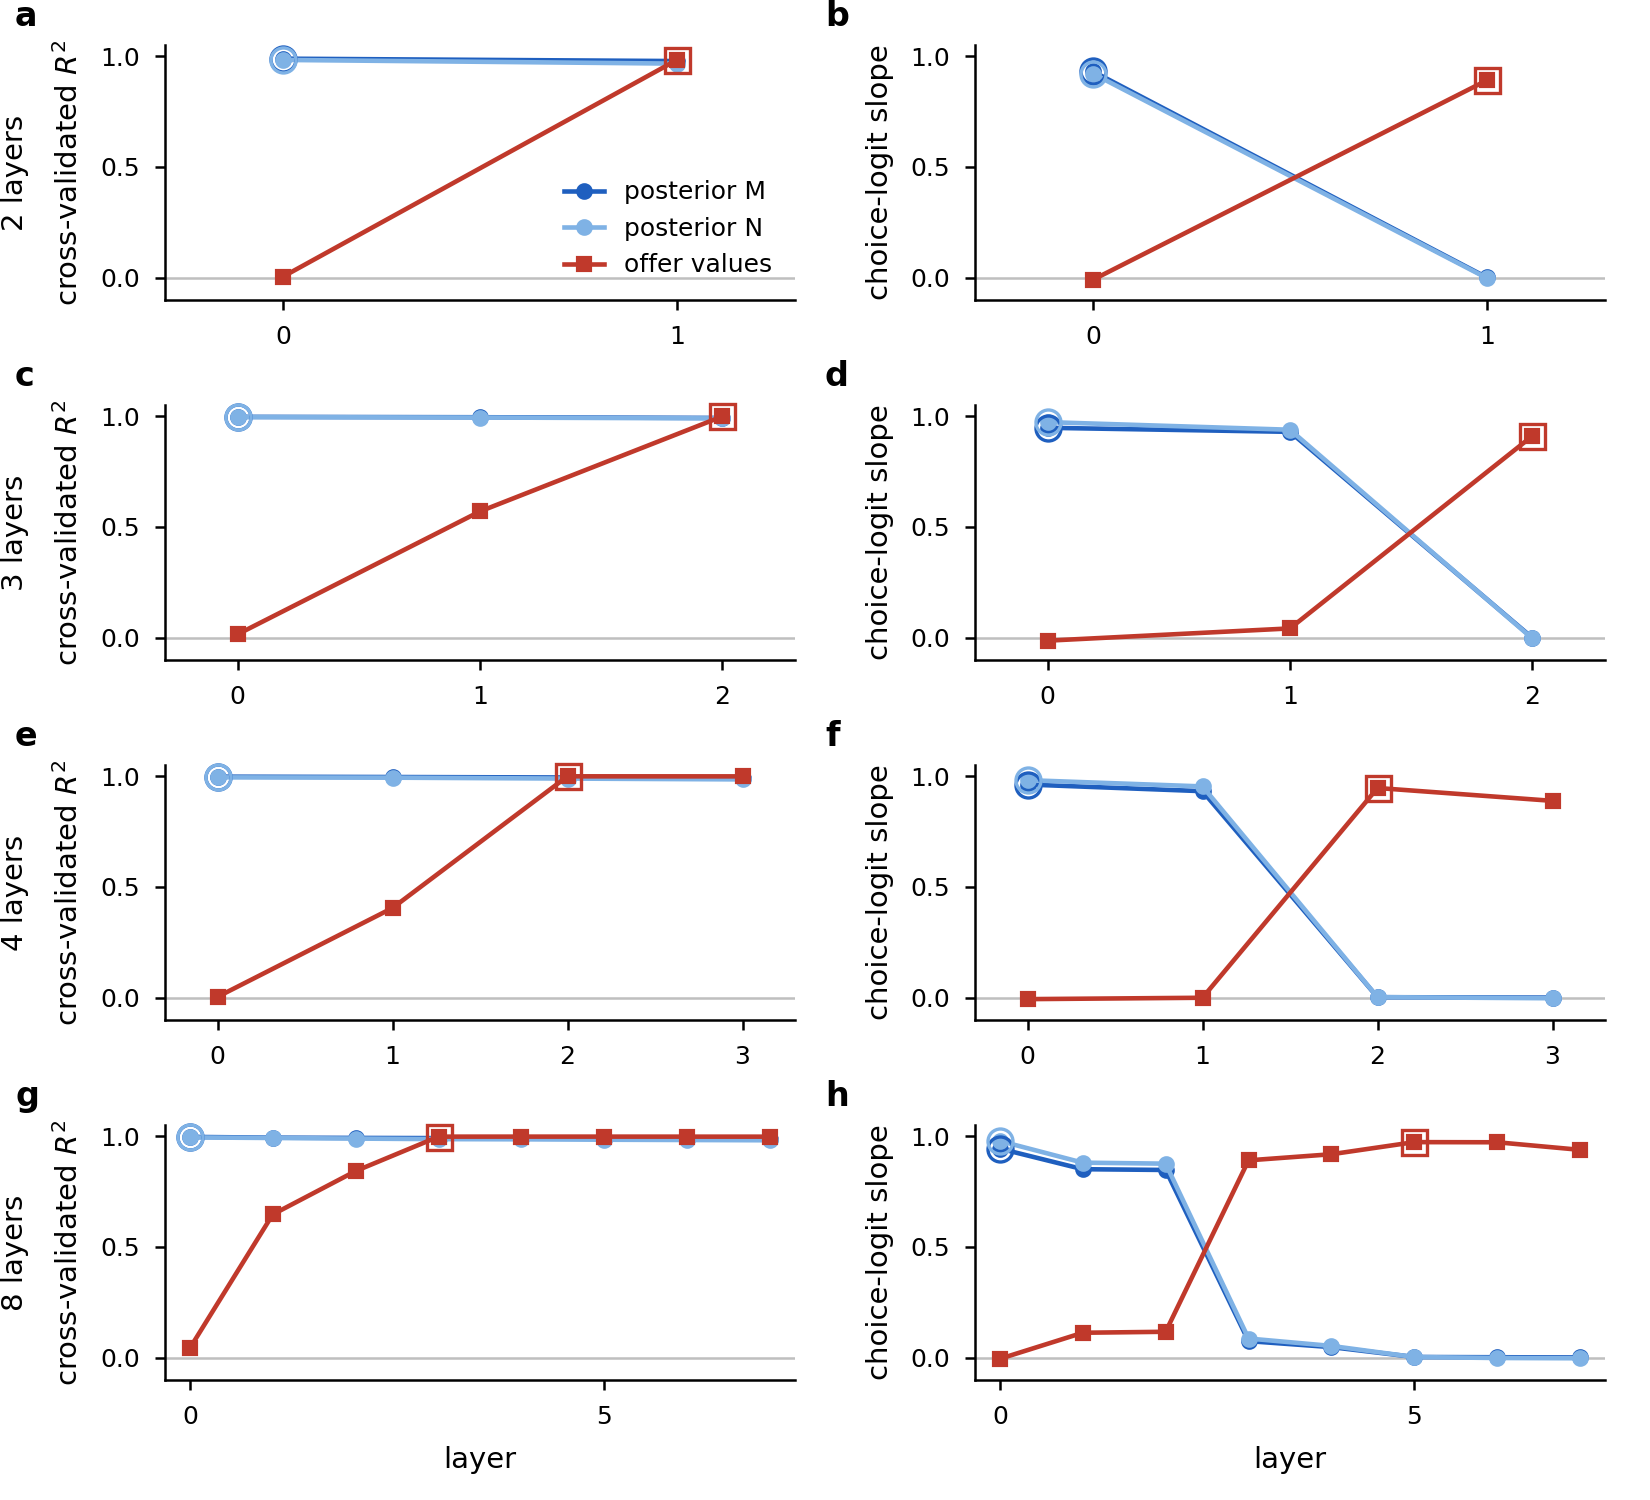 a
2 layers
cross-validated R²
1.0
0.5
0.0
posterior M
posterior N
offer values
0 1
b
choice-logit slope
1.0
0.5
0.0
0 1
c
3 layers
cross-validated R²
1.0
0.5
0.0
0 1 2
d
choice-logit slope
1.0
0.5
0.0
0 1 2
e
4 layers
cross-validated R²
1.0
0.5
0.0
0 1 2 3
f
choice-logit slope
1.0
0.5
0.0
0 1 2 3
g
8 layers
cross-validated R²
1.0
0.5
0.0
0 5
layer
h
choice-logit slope
1.0
0.5
0.0
0 5
layer